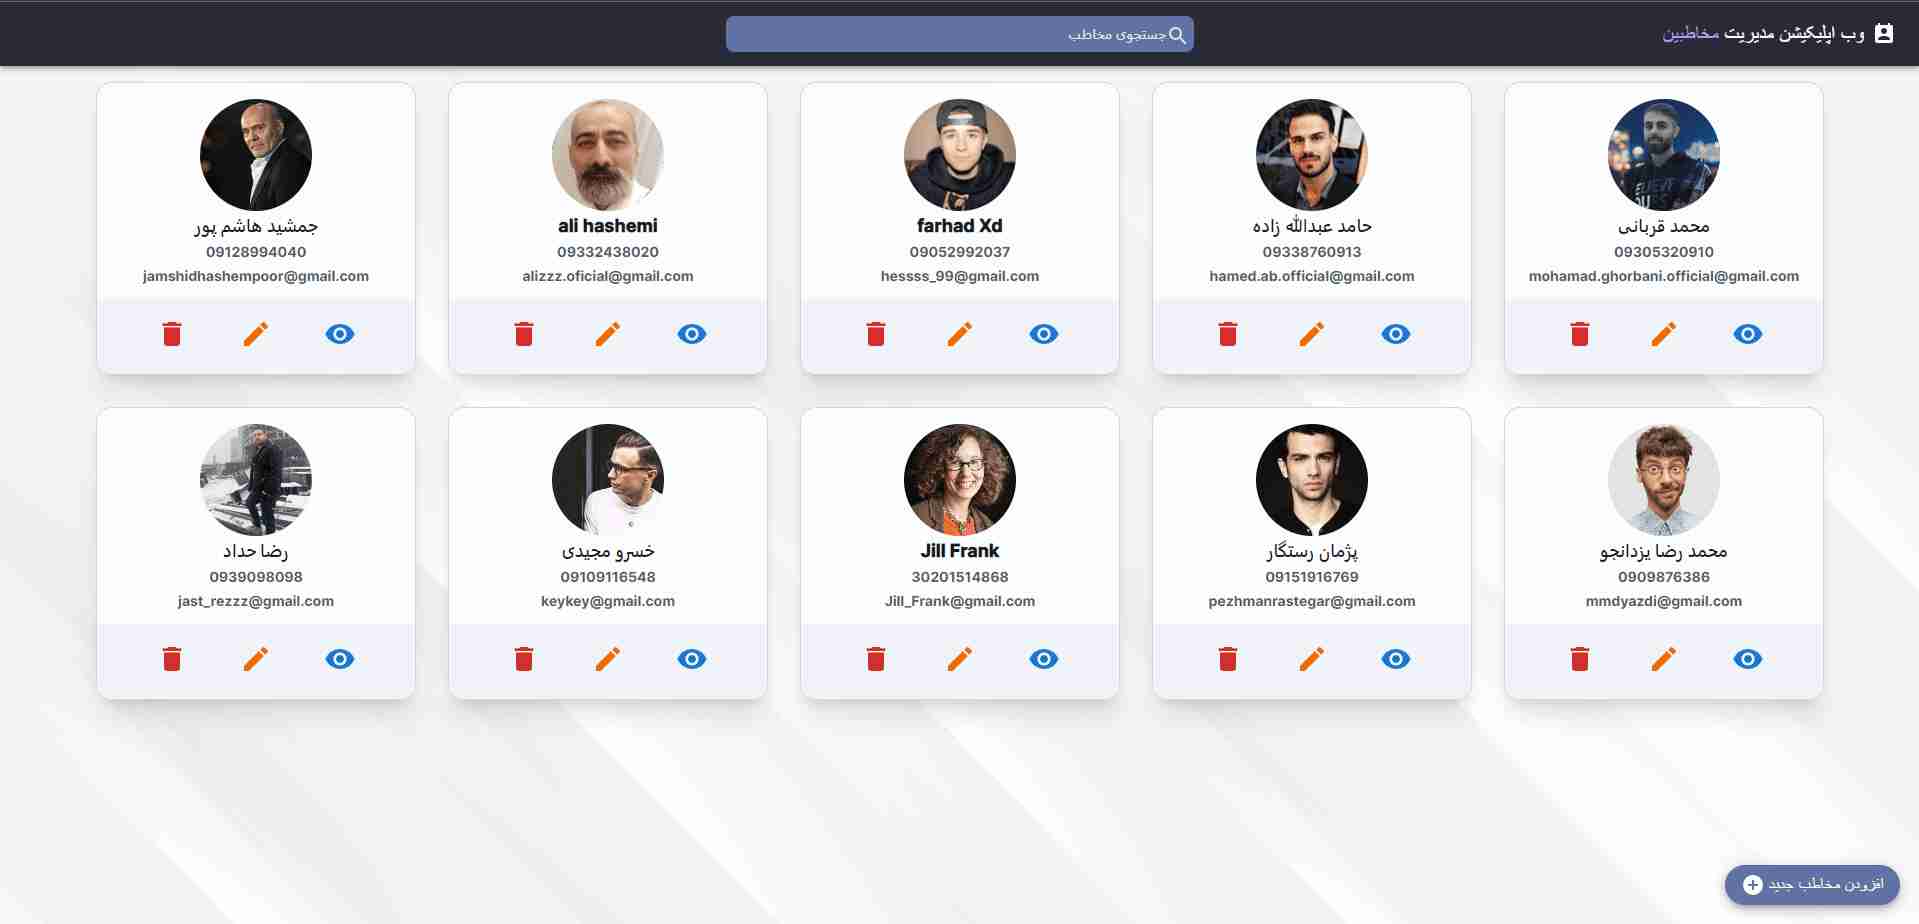 وب اپلیکیشن مدیریت مخاطبین
جستجوی مخاطب
محمد قربانی
09305320910
mohamad.ghorbani.official@gmail.com
حامد عبدالله زاده
09338760913
hamed.ab.official@gmail.com
farhad Xd
09052992037
hessss_99@gmail.com
ali hashemi
09332438020
alizzz.oficial@gmail.com
جمشید هاشم پور
09128994040
jamshidhashempoor@gmail.com
محمد رضا یزدانجو
0909876386
mmdyazdi@gmail.com
پژمان رستگار
09151916769
pezhmanrastegar@gmail.com
Jill Frank
30201514868
Jill_Frank@gmail.com
خسرو مجیدی
09109116548
keykey@gmail.com
رضا حداد
0939098098
jast_rezzz@gmail.com
افزودن مخاطب جدید